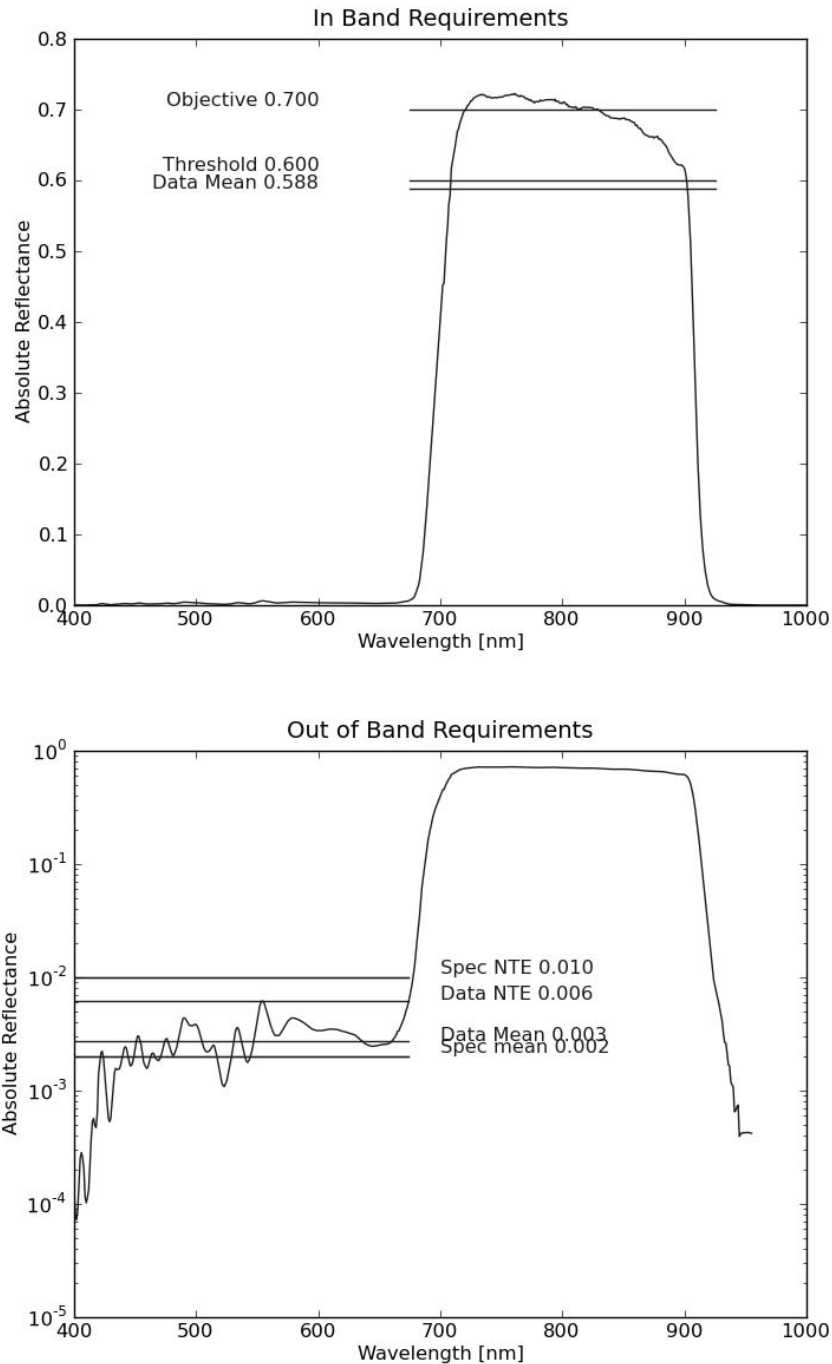 In Band Requirements
0.8
0.7
0.6
0.5
0.4
0.3
0.2
0.1
0.0
Absolute Reflectance
Objective 0.700
Threshold 0.600
Data Mean 0.588
400 500 600 700 800 900 1000
Wavelength [nm]
Out of Band Requirements
10^0
10^-1
10^-2
10^-3
10^-4
10^-5
Absolute Reflectance
Spec NTE 0.010
Data NTE 0.006
Data Mean 0.003
Spec mean 0.002
400 500 600 700 800 900 1000
Wavelength [nm]